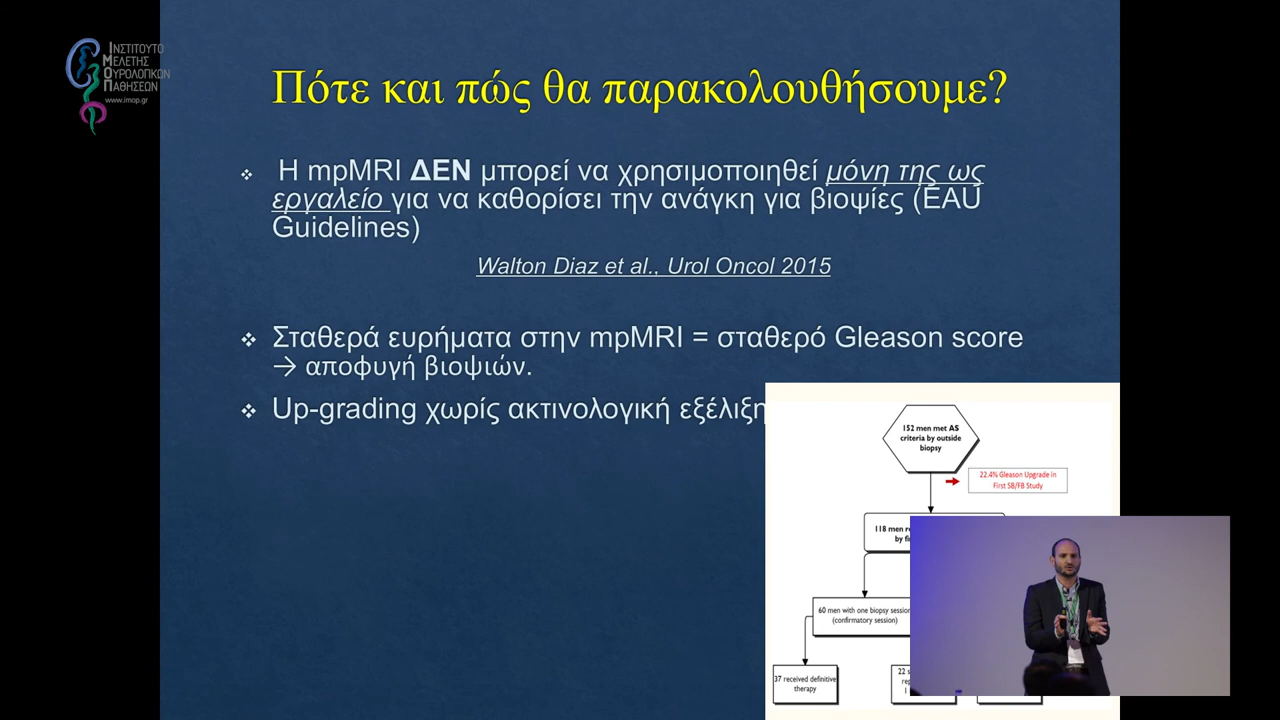 ΙΝΣΤΙΤΟΥΤΟ
ΜΕΛΕΤΗΣ
ΟΥΡΟΛΟΓΙΚΩΝ
ΠΑΘΗΣΕΩΝ
www.imop.gr
Πότε και πώς θα παρακολουθήσουμε?
❖ Η mpMRI ΔΕΝ μπορεί να χρησιμοποιηθεί μόνη της ως
εργαλείο για να καθορίσει την ανάγκη για βιοψίες (EAU
Guidelines)
Walton Diaz et al., Urol Oncol 2015
❖ Σταθερά ευρήματα στην mpMRI = σταθερό Gleason score
→ αποφυγή βιοψιών.
❖ Up-grading χωρίς ακτινολογική εξέλιξη
152 men met AS
criteria by outside
biopsy
22.4% Gleason Upgrade in
First SB/FB Study
118 men
by
60 men with one biopsy session
(confirmatory session)
37 received definitive
therapy
22